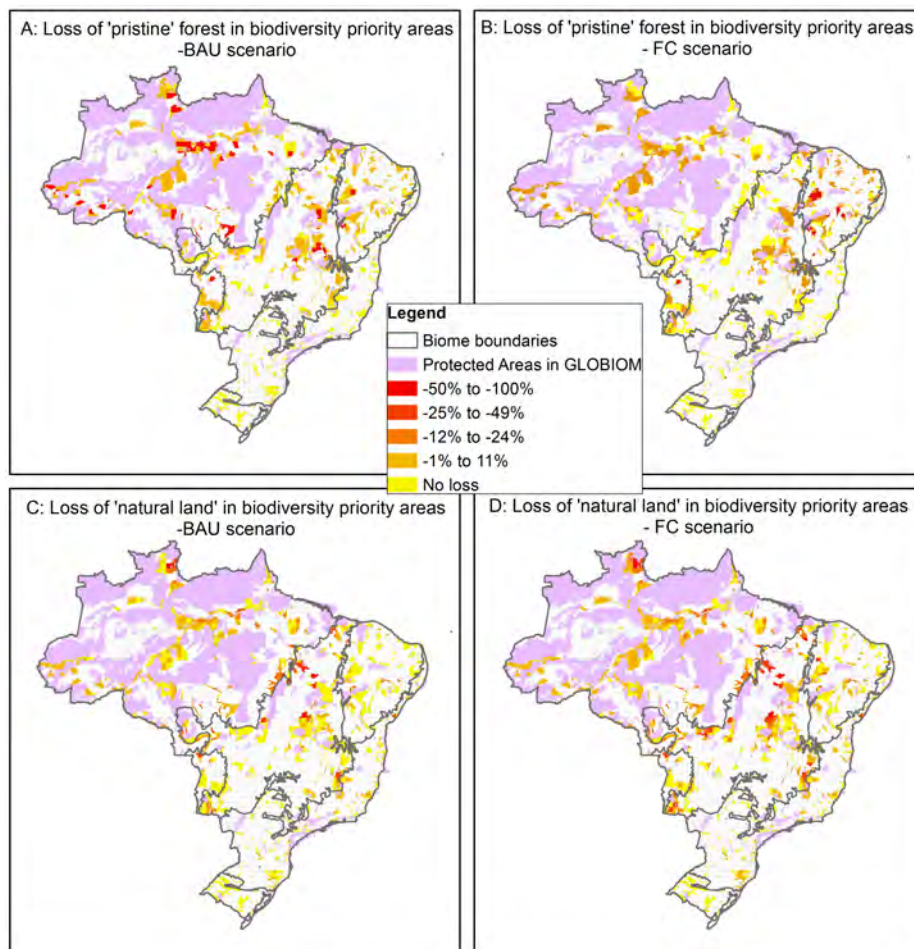 A: Loss of 'pristine' forest in biodiversity priority areas
-BAU scenario
B: Loss of 'pristine' forest in biodiversity priority areas
- FC scenario
Legend
Biome boundaries
Protected Areas in GLOBIOM
-50% to -100%
-25% to -49%
-12% to -24%
-1% to 11%
No loss
C: Loss of 'natural land' in biodiversity priority areas
-BAU scenario
D: Loss of 'natural land' in biodiversity priority areas
- FC scenario